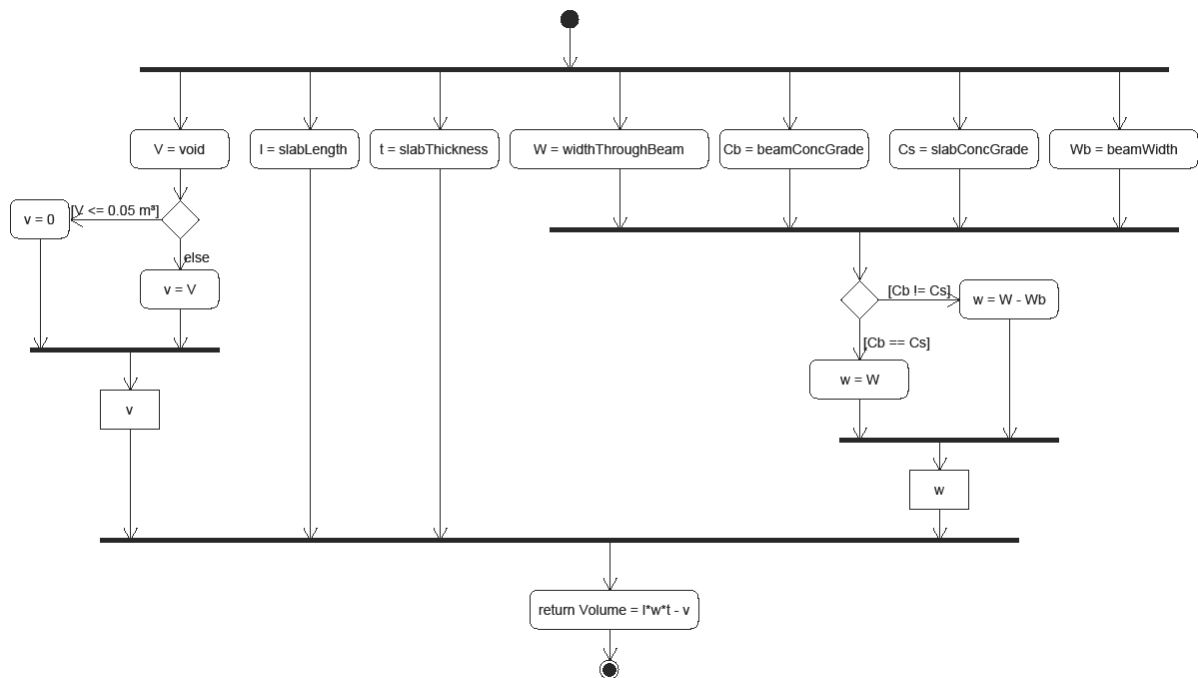 V = void
l = slabLength
t = slabThickness
W = widthThroughBeam
Cb = beamConcGrade
Cs = slabConcGrade
Wb = beamWidth
v = 0
[V <= 0.05 m³]
else
v = V
[Cb != Cs]
w = W - Wb
[Cb == Cs]
w = W
v
w
return Volume = l*w*t - v